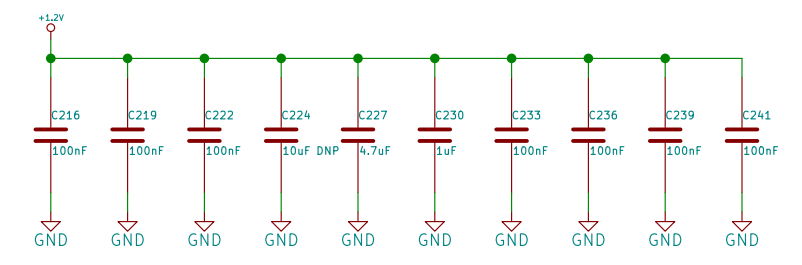 +1.2V
C216 C219 C222 C224 C227 C230 C233 C236 C239 C241
100nF 100nF 100nF 10uF DNP 4.7uF 1uF 100nF 100nF 100nF 100nF
GND GND GND GND GND GND GND GND GND GND